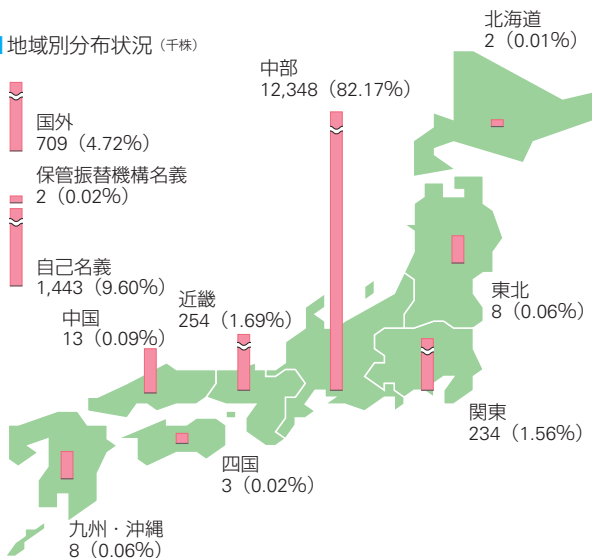 地域別分布状況（千株）
北海道
2（0.01%）
中部
12,348（82.17%）
国外
709（4.72%）
保管振替機構名義
2（0.02%）
自己名義
1,443（9.60%）
近畿
254（1.69%）
中国
13（0.09%）
東北
8（0.06%）
関東
234（1.56%）
四国
3（0.02%）
九州・沖縄
8（0.06%）